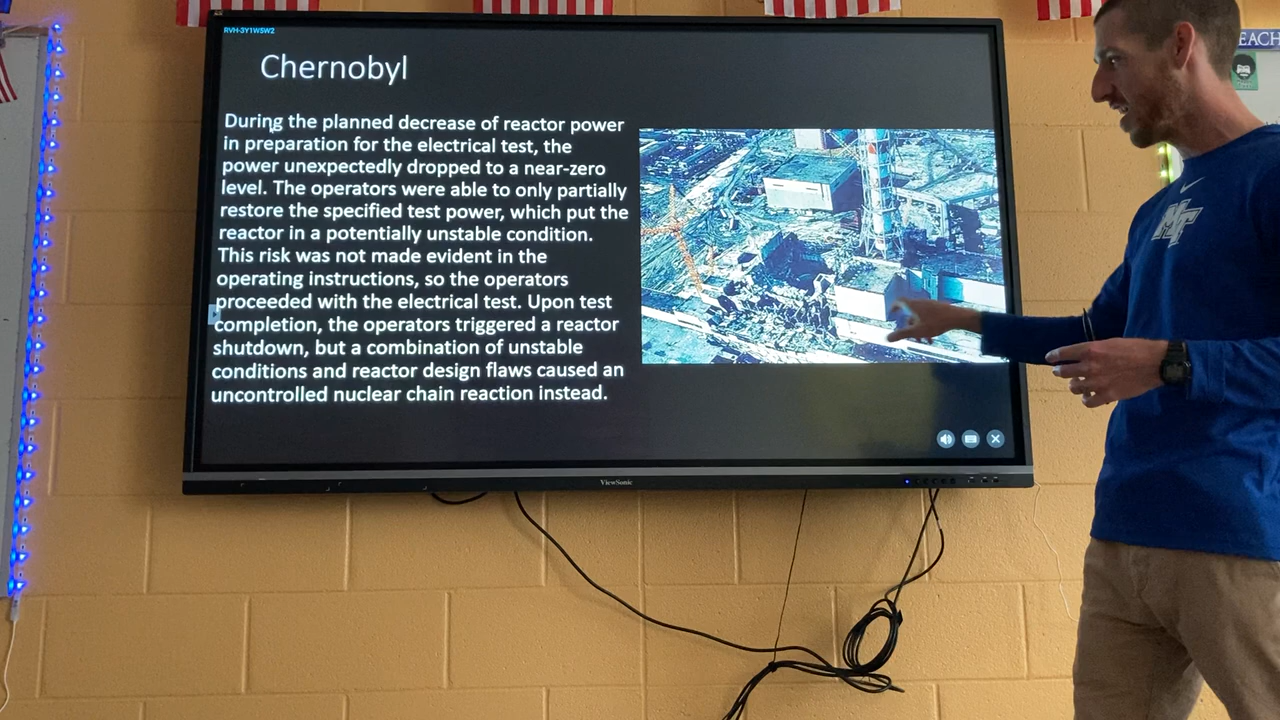 RVH-3Y1W5W2
Chernobyl
During the planned decrease of reactor power
in preparation for the electrical test, the
power unexpectedly dropped to a near-zero
level. The operators were able to only partially
restore the specified test power, which put the
reactor in a potentially unstable condition.
This risk was not made evident in the
operating instructions, so the operators
proceeded with the electrical test. Upon test
completion, the operators triggered a reactor
shutdown, but a combination of unstable
conditions and reactor design flaws caused an
uncontrolled nuclear chain reaction instead.
ViewSonic
EACH
MT